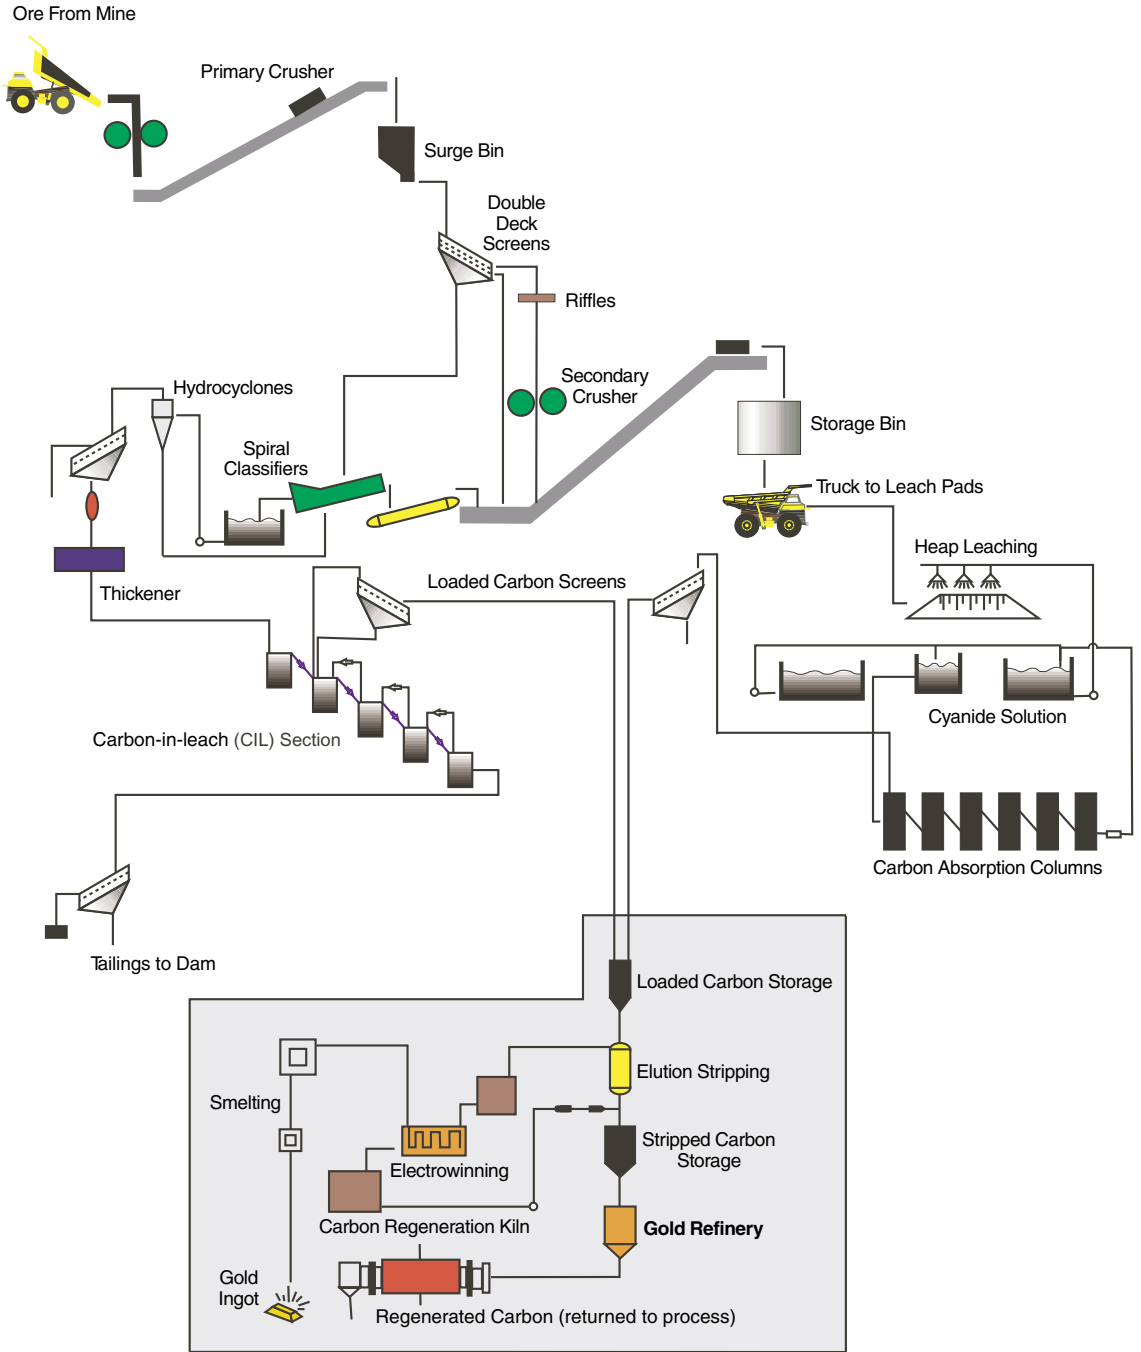 Ore From Mine
Primary Crusher
Surge Bin
Double
Deck
Screens
Riffles
Secondary
Crusher
Hydrocyclones
Storage Bin
Spiral
Classifiers
Truck to Leach Pads
Heap Leaching
Thickener
Loaded Carbon Screens
Cyanide Solution
Carbon-in-leach (CIL) Section
Carbon Absorption Columns
Tailings to Dam
Loaded Carbon Storage
Elution Stripping
Smelting
Stripped Carbon
Storage
Electrowinning
Carbon Regeneration Kiln
Gold Refinery
Gold
Ingot
Regenerated Carbon (returned to process)